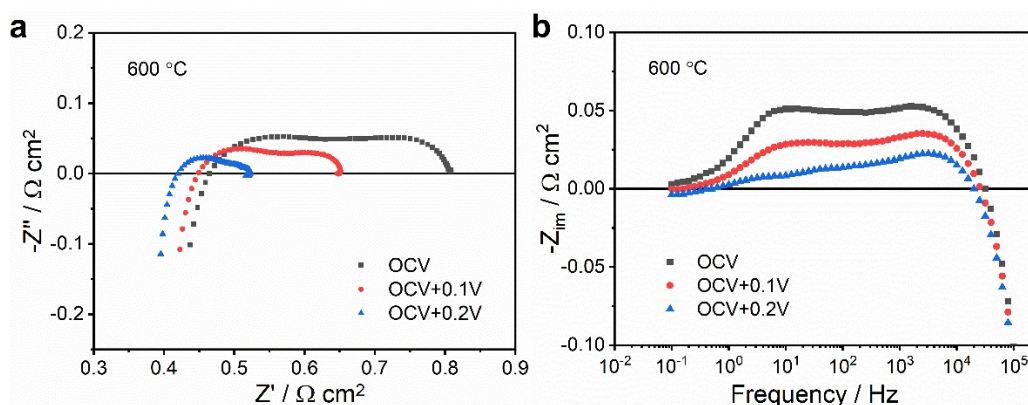 a
600 °C
-Z'' / Ω cm²
0.2
0.1
0.0
-0.1
-0.2
OCV
OCV+0.1V
OCV+0.2V
0.3 0.4 0.5 0.6 0.7 0.8 0.9
Z' / Ω cm²
b
600 °C
-Z_im / Ω cm²
0.10
0.05
0.00
-0.05
-0.10
OCV
OCV+0.1V
OCV+0.2V
10⁻² 10⁻¹ 10⁰ 10¹ 10² 10³ 10⁴ 10⁵
Frequency / Hz